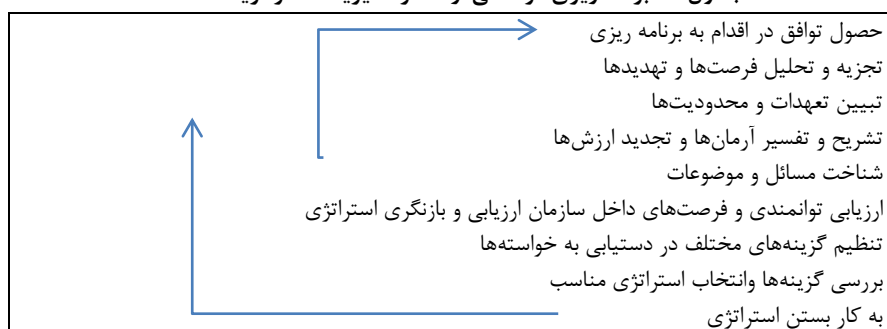 حصول توافق در اقدام به برنامه ریزی
تجزیه و تحلیل فرصت‌ها و تهدیدها
تبیین تعهدات و محدودیت‌ها
تشریح و تفسیر آرمان‌ها و تجدید ارزش‌ها
شناخت مسائل و موضوعات
ارزیابی توانمندی و فرصت‌های داخل سازمان ارزیابی و بازنگری استراتژی
تنظیم گزینه‌های مختلف در دستیابی به خواسته‌ها
بررسی گزینه‌ها وانتخاب استراتژی مناسب
به کار بستن استراتژی